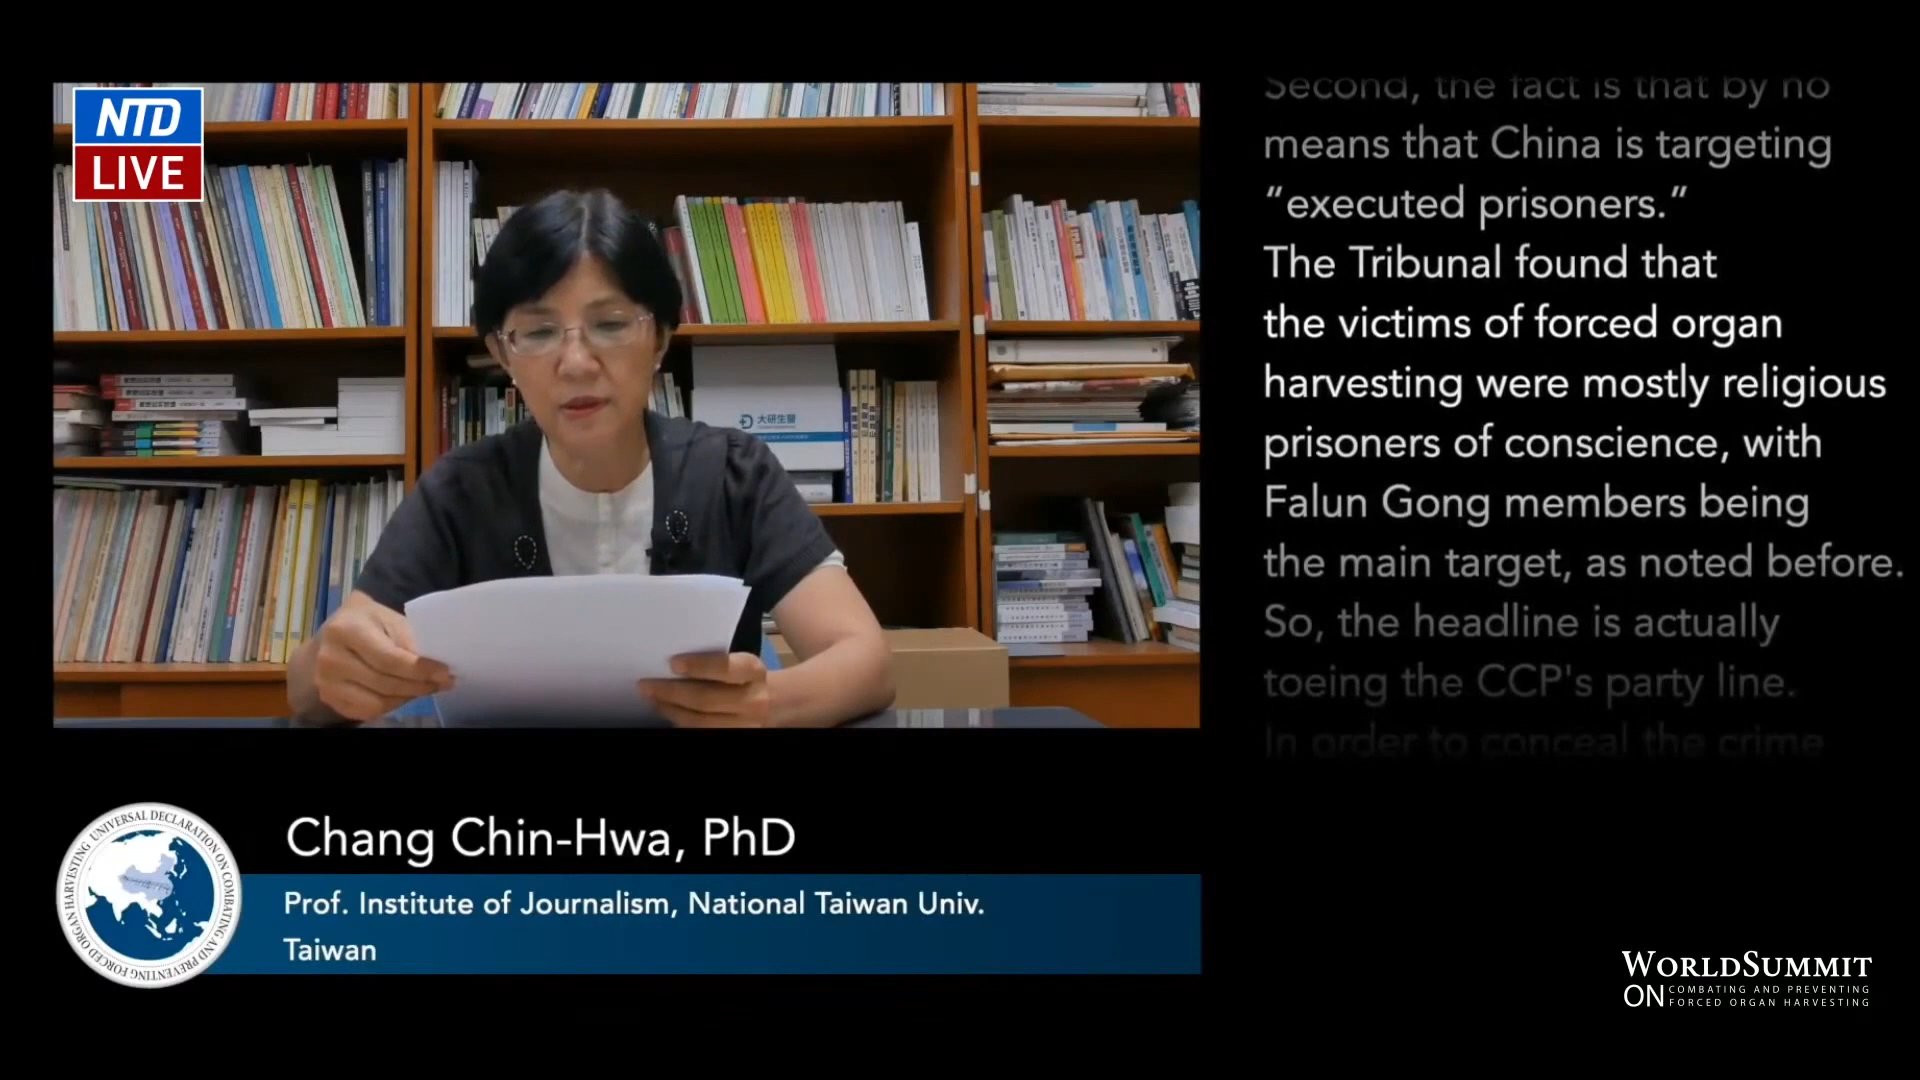 NTD
LIVE
大研生醫
Second, the fact is that by no
means that China is targeting
“executed prisoners.”
The Tribunal found that
the victims of forced organ
harvesting were mostly religious
prisoners of conscience, with
Falun Gong members being
the main target, as noted before.
So, the headline is actually
toeing the CCP's party line.
In order to conceal the crime
UNIVERSAL DECLARATION ON COMBATING AND PREVENTING FORCED ORGAN HARVESTING
Chang Chin-Hwa, PhD
Prof. Institute of Journalism, National Taiwan Univ.
Taiwan
WORLDSUMMIT
ON COMBATING AND PREVENTING
FORCED ORGAN HARVESTING